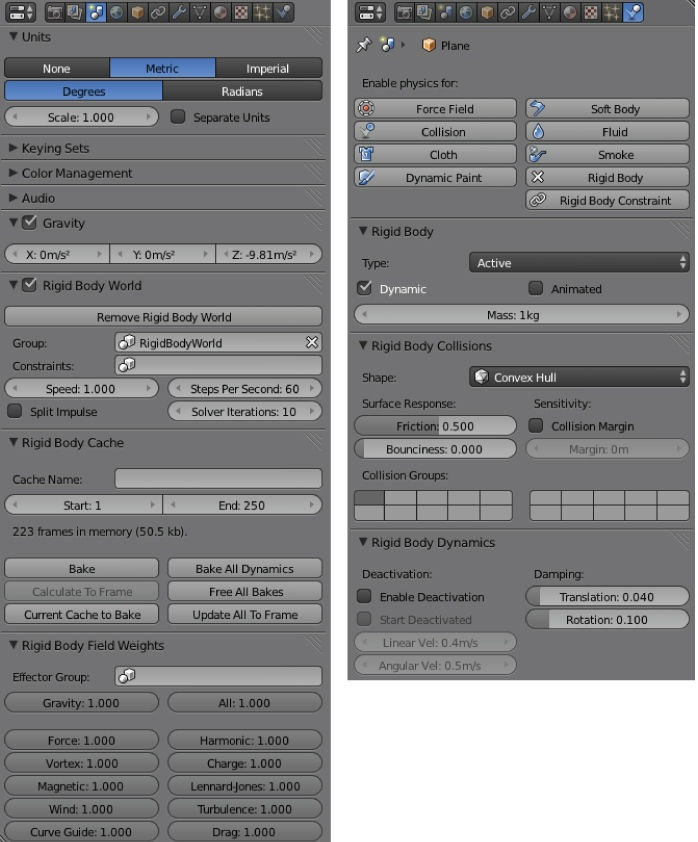 Units
None Metric Imperial
Degrees Radians
Scale: 1.000 Separate Units
Keying Sets
Color Management
Audio
Gravity
X: 0m/s² Y: 0m/s² Z: -9.81m/s²
Rigid Body World
Remove Rigid Body World
Group: RigidBodyWorld
Constraints:
Speed: 1.000 Steps Per Second: 60
Split Impulse Solver Iterations: 10
Rigid Body Cache
Cache Name:
Start: 1 End: 250
223 frames in memory (50.5 kb).
Bake Bake All Dynamics
Calculate To Frame Free All Bakes
Current Cache to Bake Update All To Frame
Rigid Body Field Weights
Effector Group:
Gravity: 1.000 All: 1.000
Force: 1.000 Harmonic: 1.000
Vortex: 1.000 Charge: 1.000
Magnetic: 1.000 Lennard-Jones: 1.000
Wind: 1.000 Turbulence: 1.000
Curve Guide: 1.000 Drag: 1.000
Plane
Enable physics for:
Force Field Soft Body
Collision Fluid
Cloth Smoke
Dynamic Paint Rigid Body
Rigid Body Constraint
Rigid Body
Type: Active
Dynamic Animated
Mass: 1kg
Rigid Body Collisions
Shape: Convex Hull
Surface Response: Sensitivity:
Friction: 0.500 Collision Margin
Bounciness: 0.000 Margin: 0m
Collision Groups:
Rigid Body Dynamics
Deactivation: Damping:
Enable Deactivation Translation: 0.040
Start Deactivated Rotation: 0.100
Linear Vel: 0.4m/s
Angular Vel: 0.5m/s